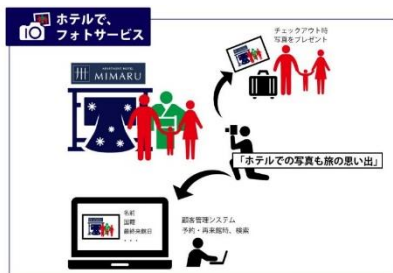 ホテルで、
フォトサービス
チェックアウト時
写真をプレゼント
APARTMENT HOTEL
MIMARU
「ホテルでの写真も旅の思い出」
名前
国籍
最終来館日
・・・
顧客管理システム
予約・再来館時、検索